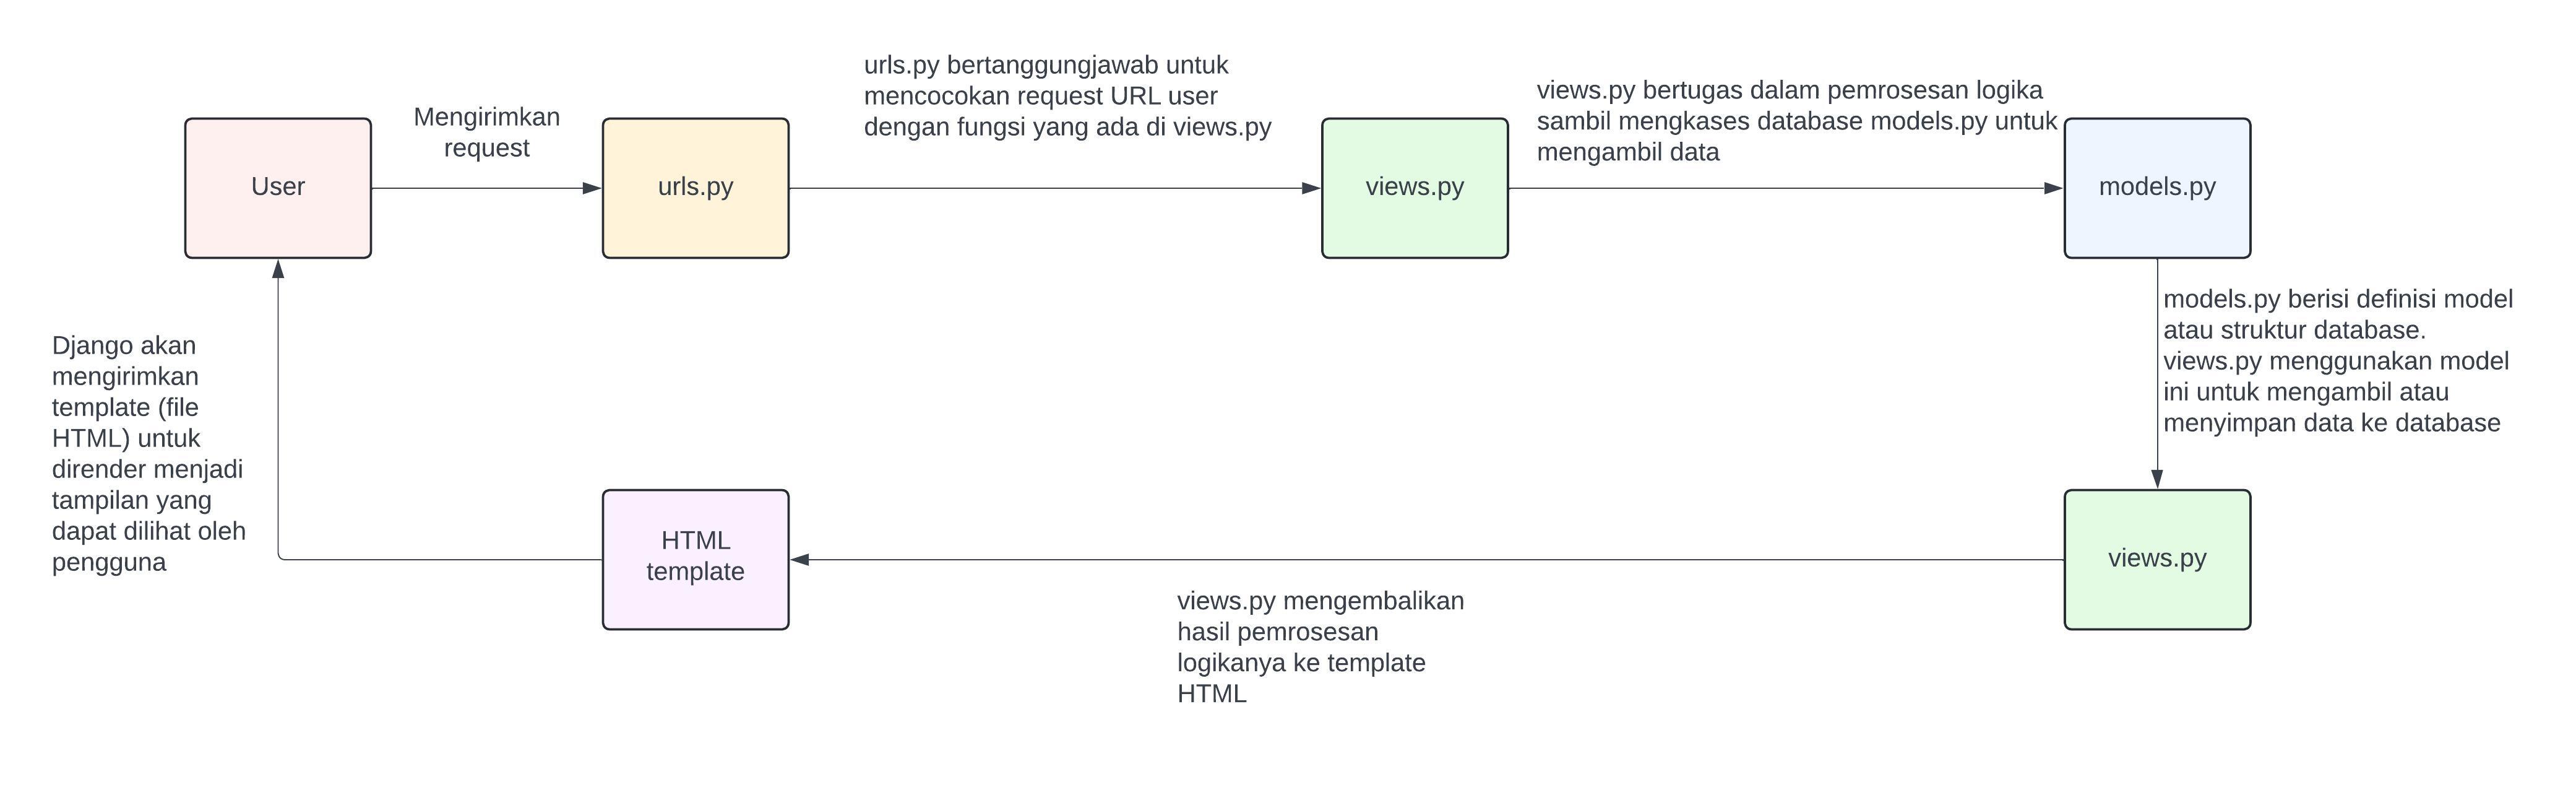 User
Mengirimkan
request
urls.py
urls.py bertanggungjawab untuk
mencocokan request URL user
dengan fungsi yang ada di views.py
views.py
views.py bertugas dalam pemrosesan logika
sambil mengkases database models.py untuk
mengambil data
models.py
models.py berisi definisi model
atau struktur database.
views.py menggunakan model
ini untuk mengambil atau
menyimpan data ke database
views.py
views.py mengembalikan
hasil pemrosesan
logikanya ke template
HTML
HTML
template
Django akan
mengirimkan
template (file
HTML) untuk
dirender menjadi
tampilan yang
dapat dilihat oleh
pengguna